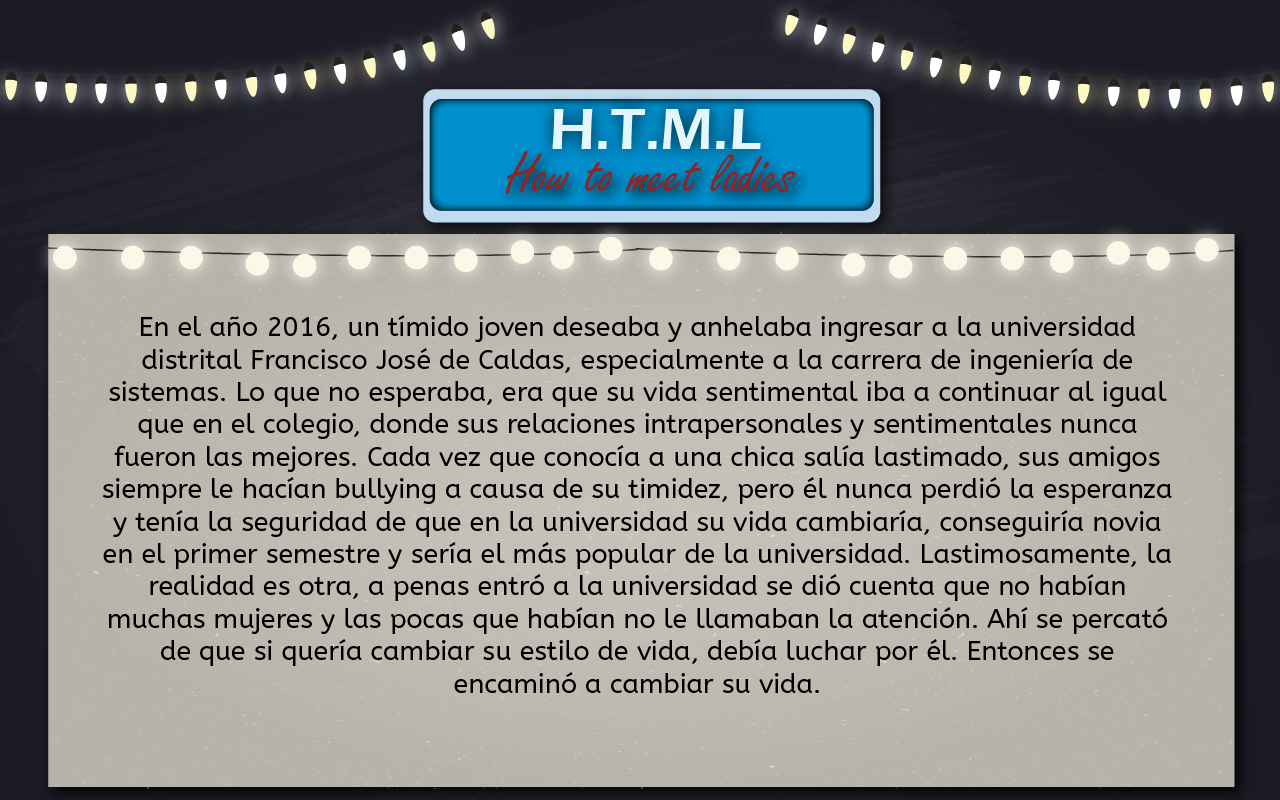 H.T.M.L
How to meet ladies
En el año 2016, un tímido joven deseaba y anhelaba ingresar a la universidad
distrital Francisco José de Caldas, especialmente a la carrera de ingeniería de
sistemas. Lo que no esperaba, era que su vida sentimental iba a continuar al igual
que en el colegio, donde sus relaciones intrapersonales y sentimentales nunca
fueron las mejores. Cada vez que conocía a una chica salía lastimado, sus amigos
siempre le hacían bullying a causa de su timidez, pero él nunca perdió la esperanza
y tenía la seguridad de que en la universidad su vida cambiaría, conseguiría novia
en el primer semestre y sería el más popular de la universidad. Lastimosamente, la
realidad es otra, a penas entró a la universidad se dió cuenta que no habían
muchas mujeres y las pocas que habían no le llamaban la atención. Ahí se percató
de que si quería cambiar su estilo de vida, debía luchar por él. Entonces se
encaminó a cambiar su vida.